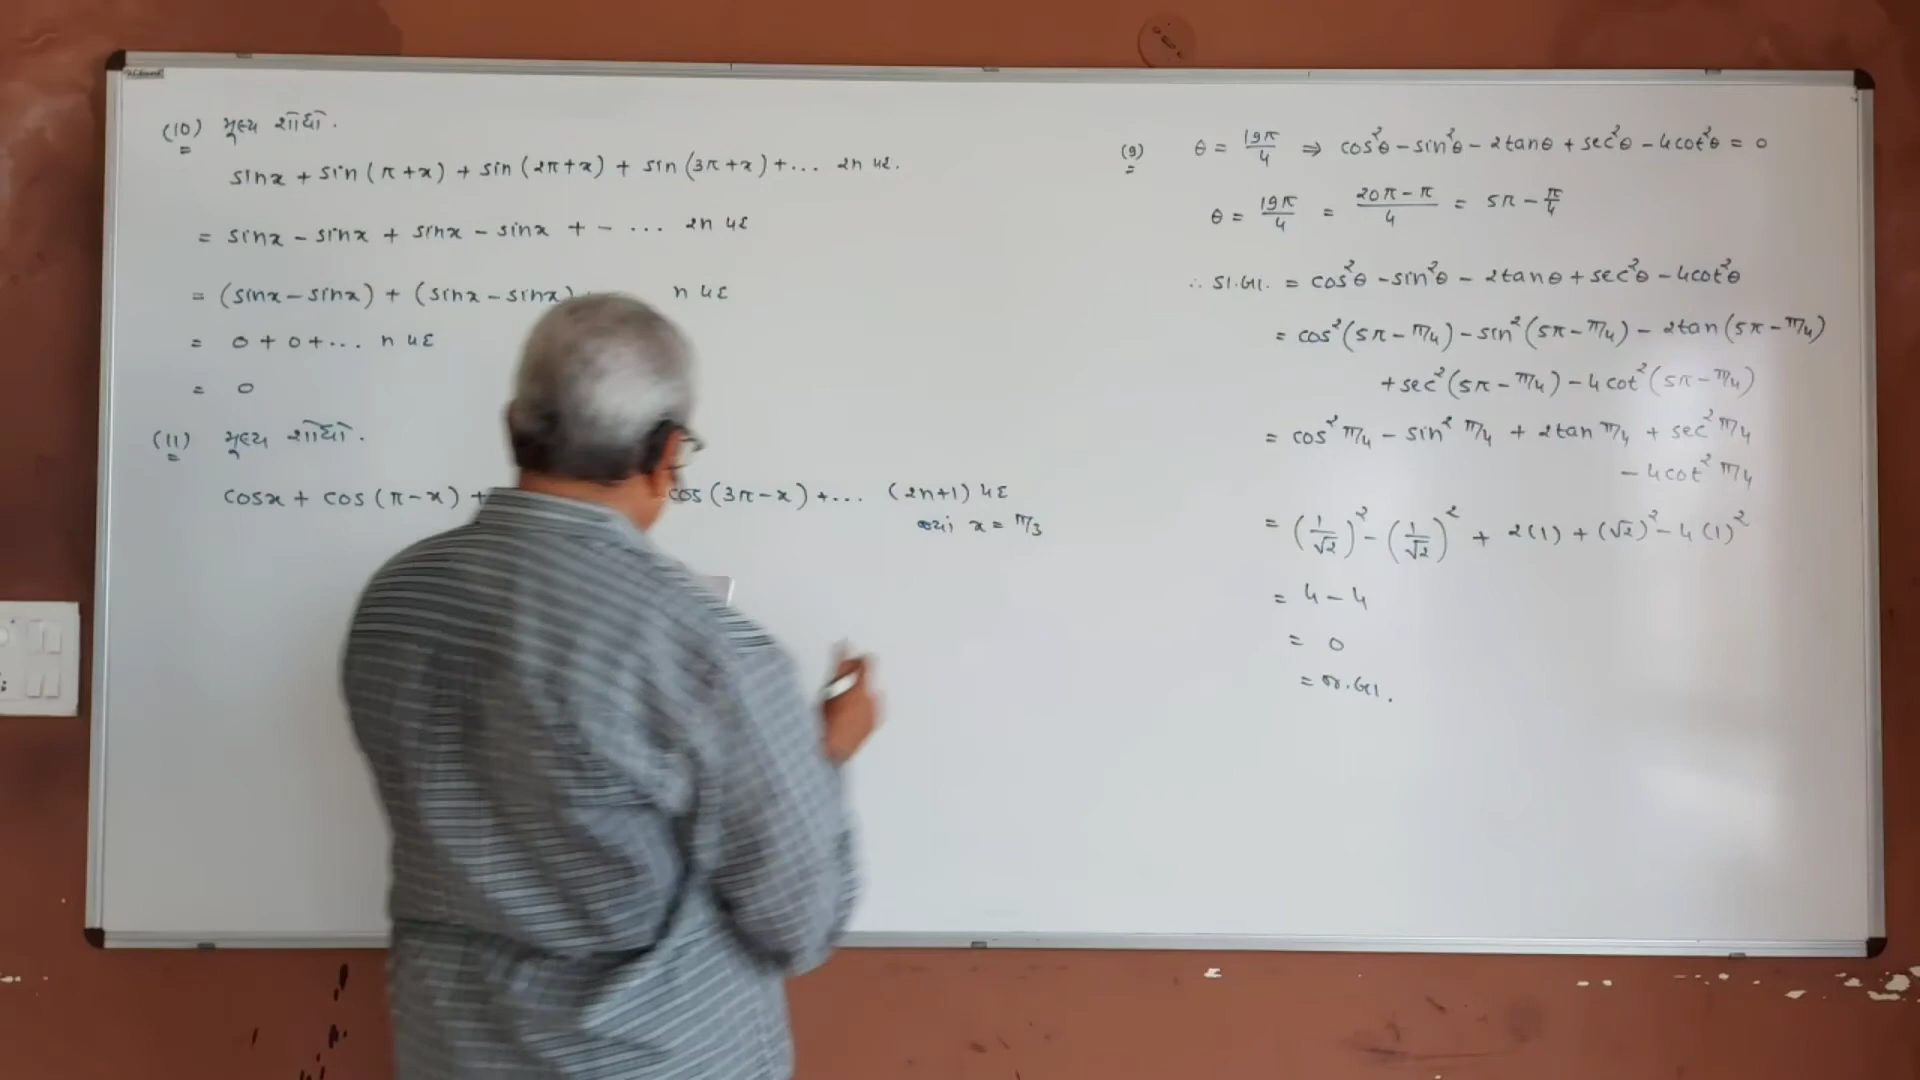 (10) મૂલ્ય શોધો.
sinx + sin(π+x) + sin(2π+x) + sin(3π+x) + ... 2n પદ.
= sinx - sinx + sinx - sinx + - ... 2n પદ
= (sinx - sinx) + (sinx - sinx) n પદ
= 0 + 0 + ... n પદ
= 0
(11) મૂલ્ય શોધો.
cosx + cos(π-x) + cos(3π-x) + ... (2n+1) પદ
જ્યાં x = π/3
(9) θ = 19π/4 ⇒ cos²θ - sin²θ - 2tanθ + sec²θ - 4cot²θ = 0
θ = 19π/4 = (20π - π)/4 = 5π - π/4
∴ ડા.બા. = cos²θ - sin²θ - 2tanθ + sec²θ - 4cot²θ
= cos²(5π - π/4) - sin²(5π - π/4) - 2tan(5π - π/4)
+ sec²(5π - π/4) - 4cot²(5π - π/4)
= cos² π/4 - sin² π/4 + 2tan π/4 + sec² π/4
- 4cot² π/4
= (1/√2)² - (1/√2)² + 2(1) + (√2)² - 4(1)²
= 4 - 4
= 0
= જ.બા.